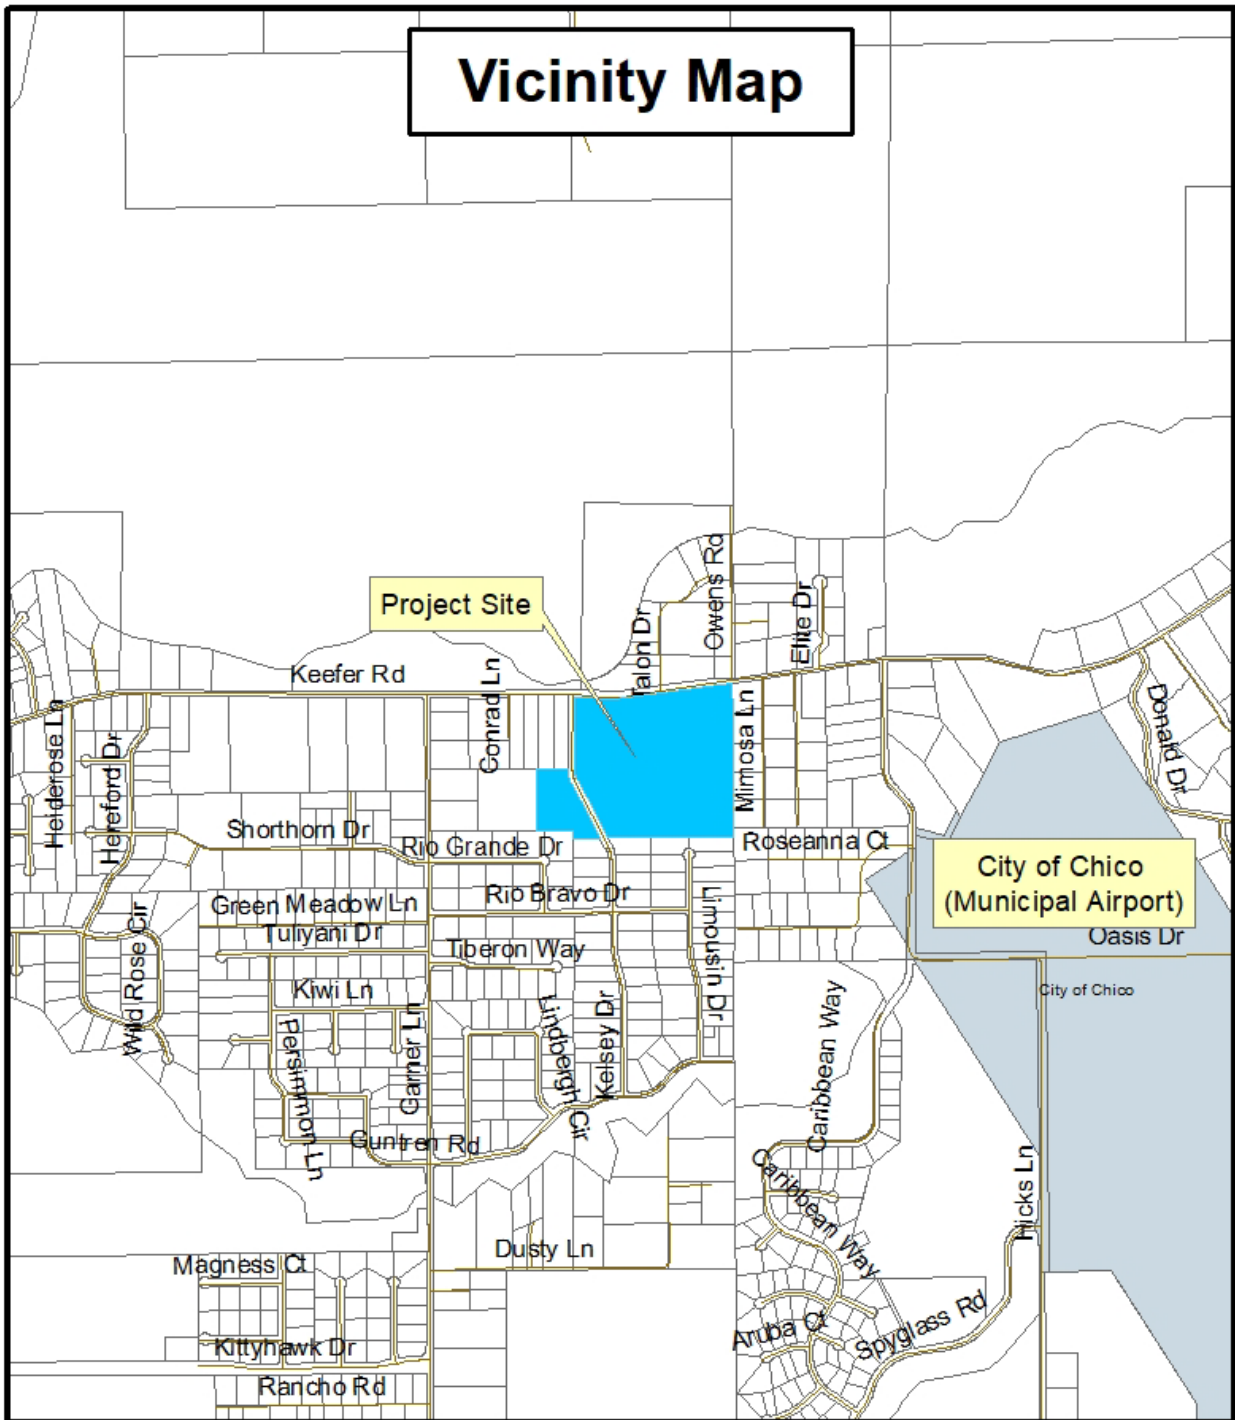 Vicinity Map
Owens Rd
Project Site
Elite Dr
Talon Dr
Keefer Rd
Conrad Ln
Mimosa Ln
Donald Dr
Heiderose Ln
Hereford Dr
Shorthorn Dr
Rio Grande Dr
Roseanna Ct
City of Chico
(Municipal Airport)
Rio Bravo Dr
Green Meadow Ln
Limousin Dr
Tuliyani Dr
Oasis Dr
Tiberon Way
Wild Rose Cir
Kiwi Ln
City of Chico
Lindbergh Cir
Kelsey Dr
Caribbean Way
Persimmon Ln
Garner Ln
Guntren Rd
Caribbean Way
Hicks Ln
Dusty Ln
Magness Ct
Aruba Ct
Spyglass Rd
Kittyhawk Dr
Rancho Rd